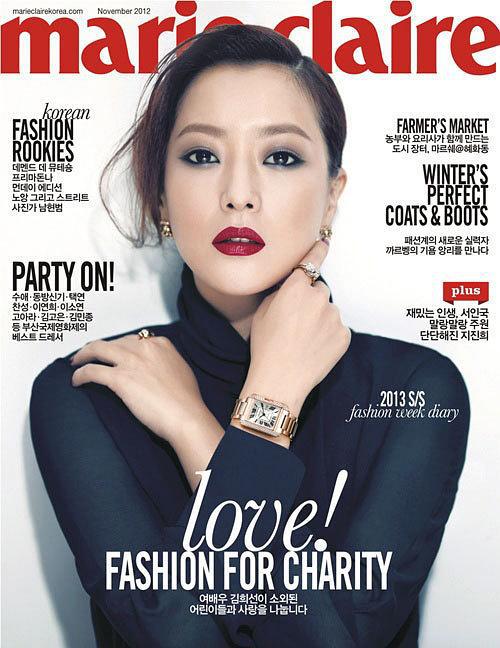 mariclaireekorea.com
November 2012
marie claire
korean
FASHION
ROOKIES
데멘드 데 뮤테숑
프리마돈나
먼데이 에디션
노앙 그리고 스트리트
사진가 남현범
PARTY ON!
수애·동방신기·택연
찬성·이연희·이소연
고아라·김고은·김민종
등 부산국제영화제의
베스트 드레서
FARMER'S MARKET
농부와 요리사가 함께 만드는
도시 장터, 마르쉐@혜화동
WINTER'S
PERFECT
COATS & BOOTS
패션계의 새로운 실력자
까르벵의 기욤 앙리를 만나다
plus
재밌는 인생, 서인국
말랑말랑 주원
단단해진 지진희
2013 S/S
fashion week diary
love!
FASHION FOR CHARITY
여배우 김희선이 소외된
어린이들과 사랑을 나눕니다